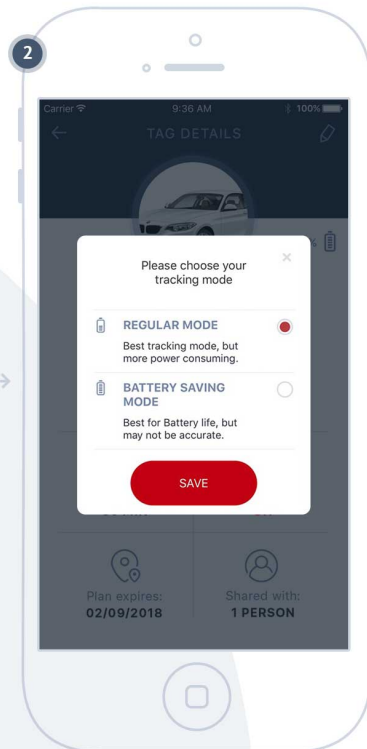 2
Carrier 9:36 AM 100%
TAG DETAILS
%
Please choose your
tracking mode
REGULAR MODE
Best tracking mode, but
more power consuming.
BATTERY SAVING
MODE
Best for Battery life, but
may not be accurate.
SAVE
Plan expires: Shared with:
02/09/2018 1 PERSON